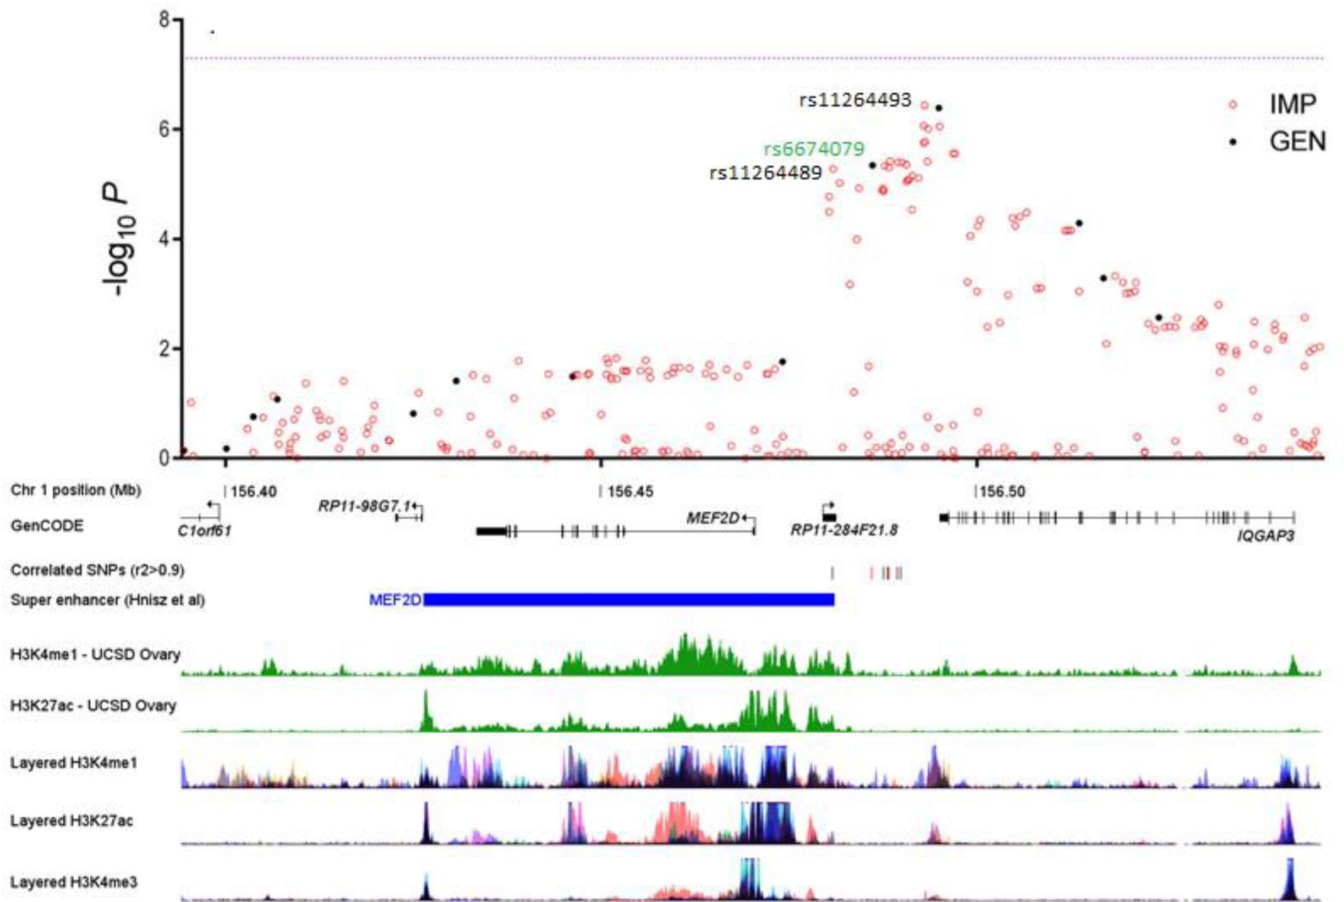 8
6
4
2
0
-log10 P
rs11264493
rs6674079
rs11264489
IMP
GEN
Chr 1 position (Mb)
156.40
156.45
156.50
GenCODE
C1orf61
RP11-98G7.1
MEF2D
RP11-284F21.8
IQGAP3
Correlated SNPs (r2>0.9)
Super enhancer (Hnisz et al)
MEF2D
H3K4me1 - UCSD Ovary
H3K27ac - UCSD Ovary
Layered H3K4me1
Layered H3K27ac
Layered H3K4me3